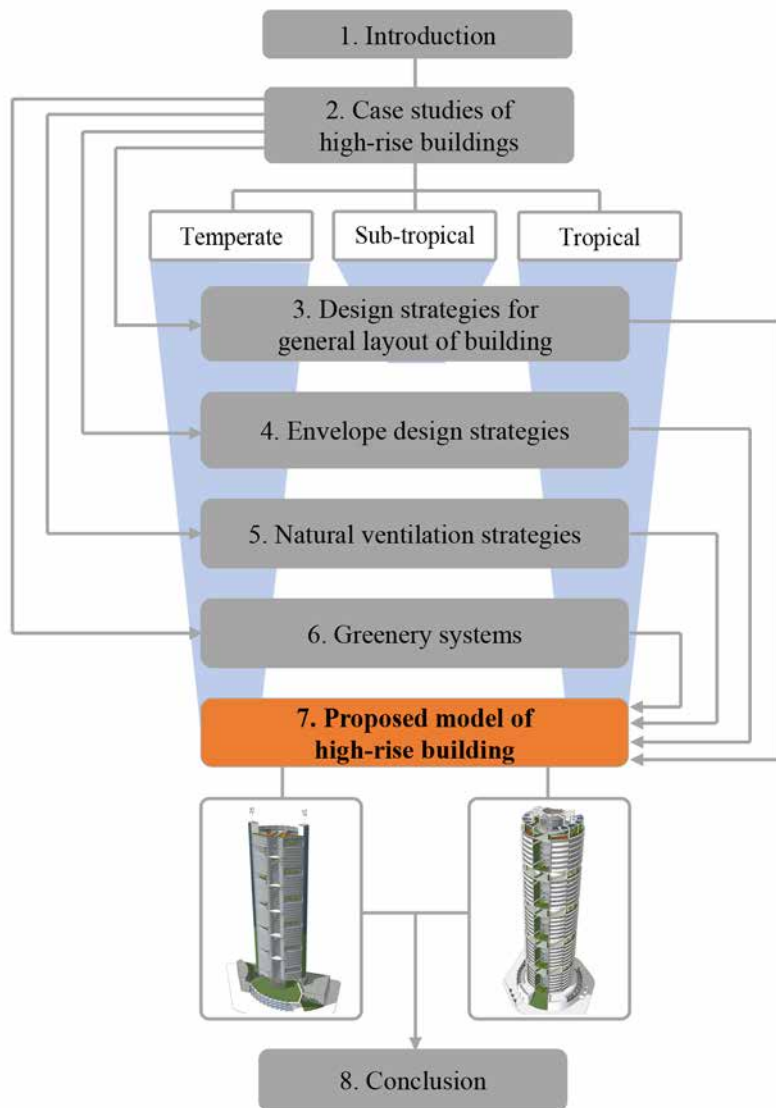 1. Introduction
2. Case studies of
high-rise buildings
Temperate
Sub-tropical
Tropical
3. Design strategies for
general layout of building
4. Envelope design strategies
5. Natural ventilation strategies
6. Greenery systems
7. Proposed model of
high-rise building
8. Conclusion